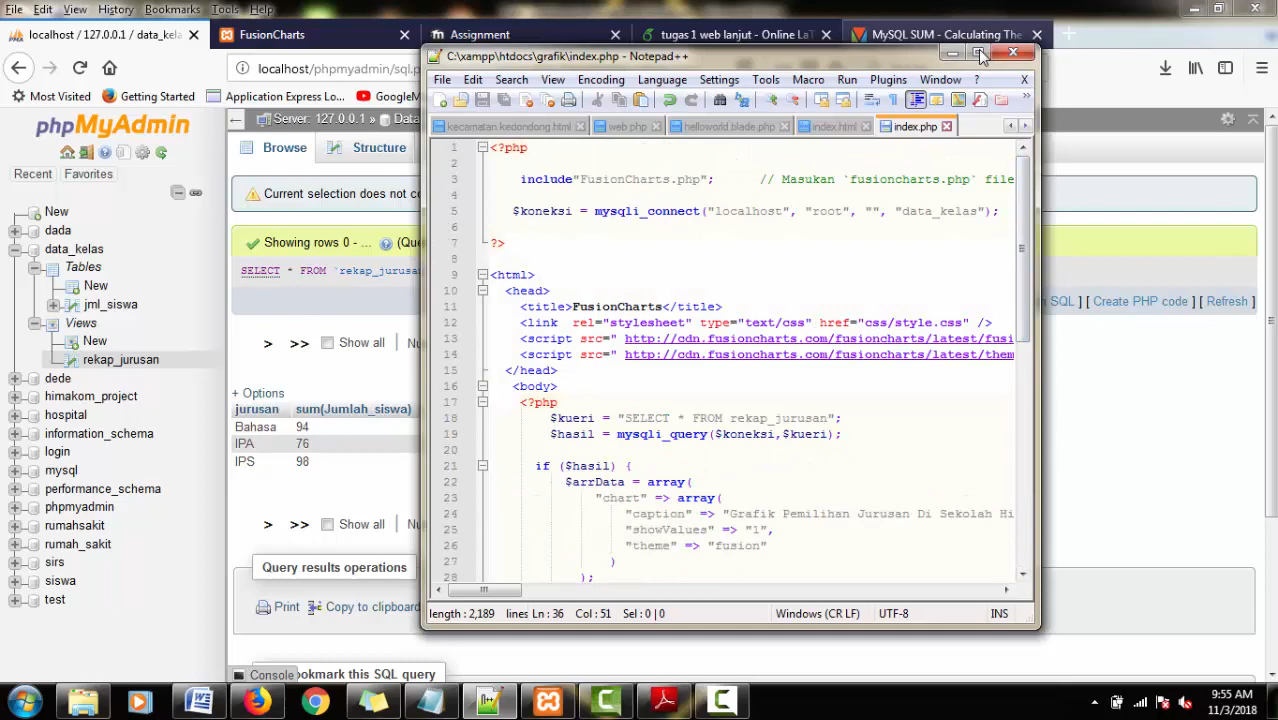 File Edit View History Bookmarks Tools Help
localhost / 127.0.0.1 / data_kela
FusionCharts
Assignment
tugas 1 web lanjut - Online LaT
MySQL SUM - Calculating The
localhost/phpmyadmin/sql.p
Most Visited Getting Started GoogleM
C:\xampp\htdocs\grafik\index.php - Notepad++
File Edit Search View Encoding Language Settings Tools Macro Run Plugins Window ? X
kecamatan.kedondong.html web.php helloworld.blade.php index.html index.php
phpMyAdmin
Recent Favorites
New
dada
data_kelas
Tables
New
jml_siswa
Views
New
rekap_jurusan
dede
himakom_project
hospital
information_schema
login
mysql
performance_schema
phpmyadmin
rumahsakit
rumah_sakit
sirs
siswa
test
Server: 127.0.0.1 » Data
Browse Structure
Current selection does not co
Showing rows 0 - ... (Qu
SELECT * FROM `rekap_jurusa
n SQL ] [ Create PHP code ] [ Refresh ]
> >> Show all Nu
+ Options
jurusan sum(Jumlah_siswa)
Bahasa 94
IPA 76
IPS 98
> >> Show all Nu
Query results operations
Print Copy to clipboard
Console
ookmark this SQL query
1 <?php
2
3 include"FusionCharts.php"; // Masukan `fusioncharts.php` file
4
5 $koneksi = mysqli_connect("localhost", "root", "", "data_kelas");
6
7 ?>
8
9 <html>
10 <head>
11 <title>FusionCharts</title>
12 <link rel="stylesheet" type="text/css" href="css/style.css" />
13 <script src=" http://cdn.fusioncharts.com/fusioncharts/latest/fusi
14 <script src=" http://cdn.fusioncharts.com/fusioncharts/latest/them
15 </head>
16 <body>
17 <?php
18 $kueri = "SELECT * FROM rekap_jurusan";
19 $hasil = mysqli_query($koneksi,$kueri);
20
21 if ($hasil) {
22 $arrData = array(
23 "chart" => array(
24 "caption" => "Grafik Pemilihan Jurusan Di Sekolah Hi
25 "showValues" => "1",
26 "theme" => "fusion"
27 )
28 );
length : 2,189 lines Ln : 36 Col : 51 Sel : 0 | 0 Windows (CR LF) UTF-8 INS
9:55 AM
11/3/2018